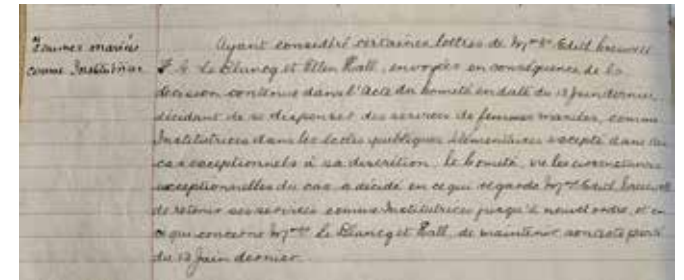 Femmes mariées
comme Institutrices
Ayant considéré certaines lettres de Mmes Edith
F. A. Le Blancq et Ellen Hall, envoyées en conséquence de la
décision contenue dans l'Acte du Comité en date du 13 Juin dernier
décidant de se dispenser des services de femmes mariées, comme
Institutrices dans les écoles publiques élémentaires excepté dans des
cas exceptionnels à sa discrétion, le Comité, vu les circonstances
exceptionnelles du cas a décidé en ce qui regarde Mme Edith
de retenir ses services comme Institutrice jusqu'à nouvel ordre, et en
ce qui concerne Mmes Le Blancq et Hall, de maintenir son Acte
du 13 Juin dernier.